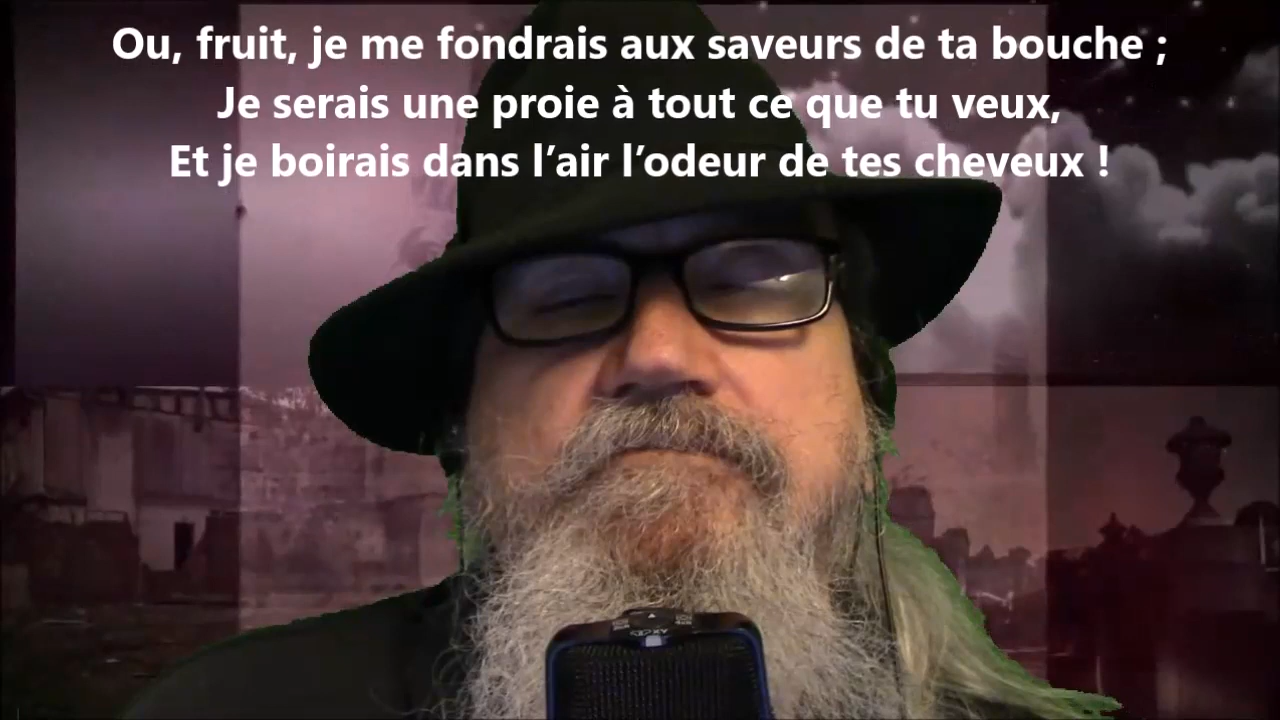 Ou, fruit, je me fondrais aux saveurs de ta bouche ;
Je serais une proie à tout ce que tu veux,
Et je boirais dans l’air l’odeur de tes cheveux !